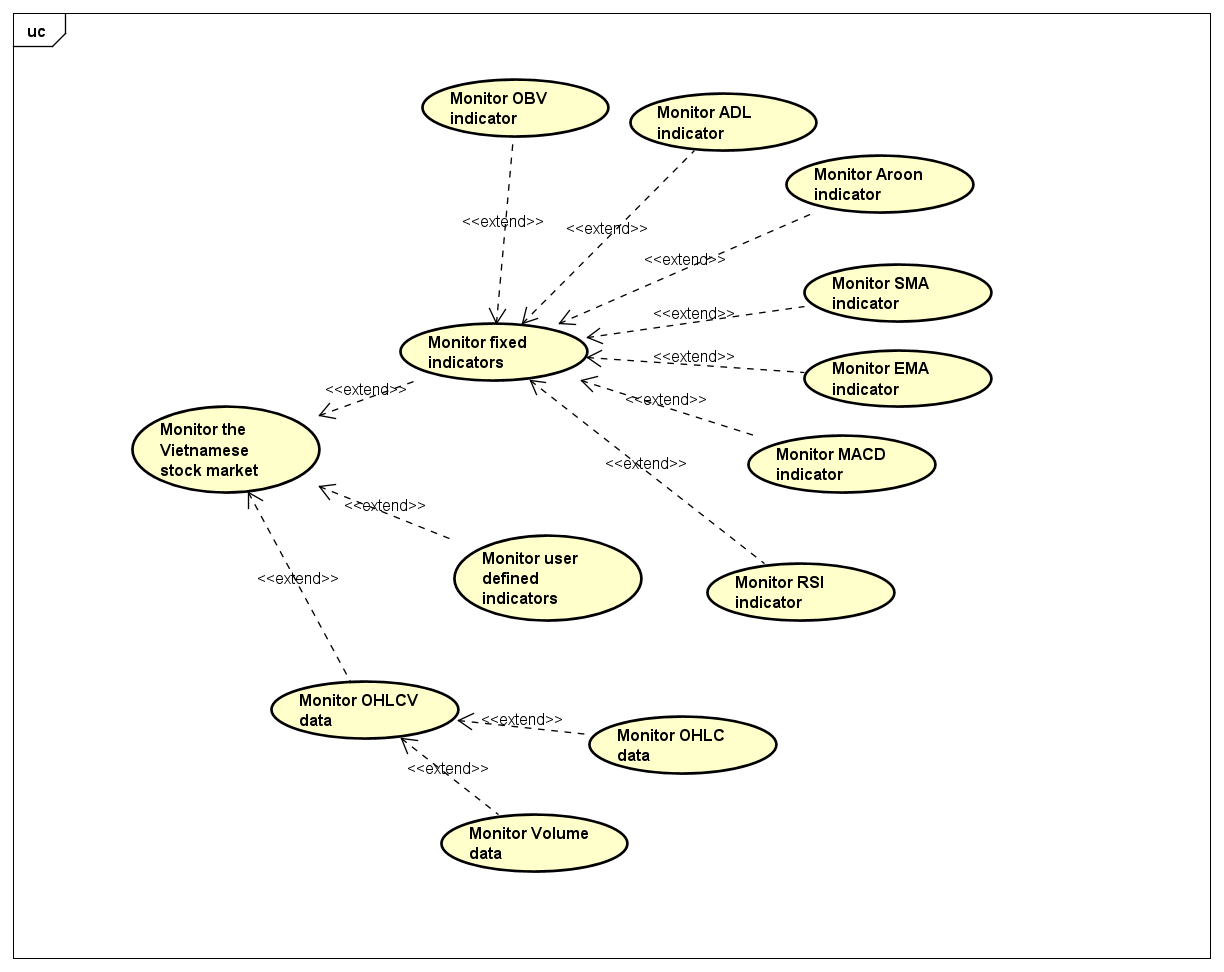 uc
Monitor OBV
indicator
Monitor ADL
indicator
Monitor Aroon
indicator
<<extend>>
<<extend>>
<<extend>>
Monitor SMA
indicator
<<extend>>
Monitor fixed
indicators
<<extend>>
Monitor EMA
indicator
<<extend>>
<<extend>>
Monitor the
Vietnamese
stock market
Monitor MACD
indicator
<<extend>>
<<extend>>
Monitor user
defined
indicators
<<extend>>
Monitor RSI
indicator
Monitor OHLCV
data
<<extend>>
Monitor OHLC
data
<<extend>>
Monitor Volume
data